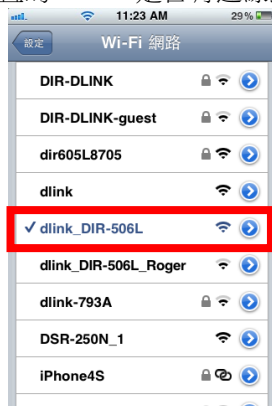 11:23 AM 29%
設定 Wi-Fi 網路
DIR-DLINK
DIR-DLINK-guest
dir605L8705
dlink
✓ dlink_DIR-506L
dlink_DIR-506L_Roger
dlink-793A
DSR-250N_1
iPhone4S